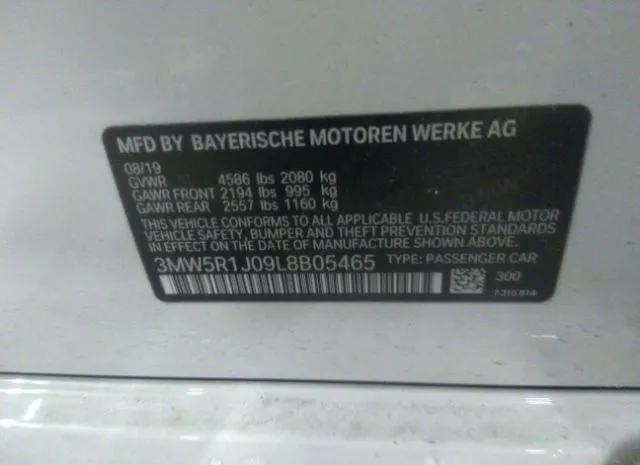 MFD BY BAYERISCHE MOTOREN WERKE AG
08/19
GVWR 4586 lbs 2080 kg
GAWR FRONT 2194 lbs 995 kg
GAWR REAR 2557 lbs 1160 kg
THIS VEHICLE CONFORMS TO ALL APPLICABLE U.S.FEDERAL MOTOR
VEHICLE SAFETY, BUMPER, AND THEFT PREVENTION STANDARDS
IN EFFECT ON THE DATE OF MANUFACTURE SHOWN ABOVE.
3MW5R1J09L8B05465 TYPE: PASSENGER CAR
300